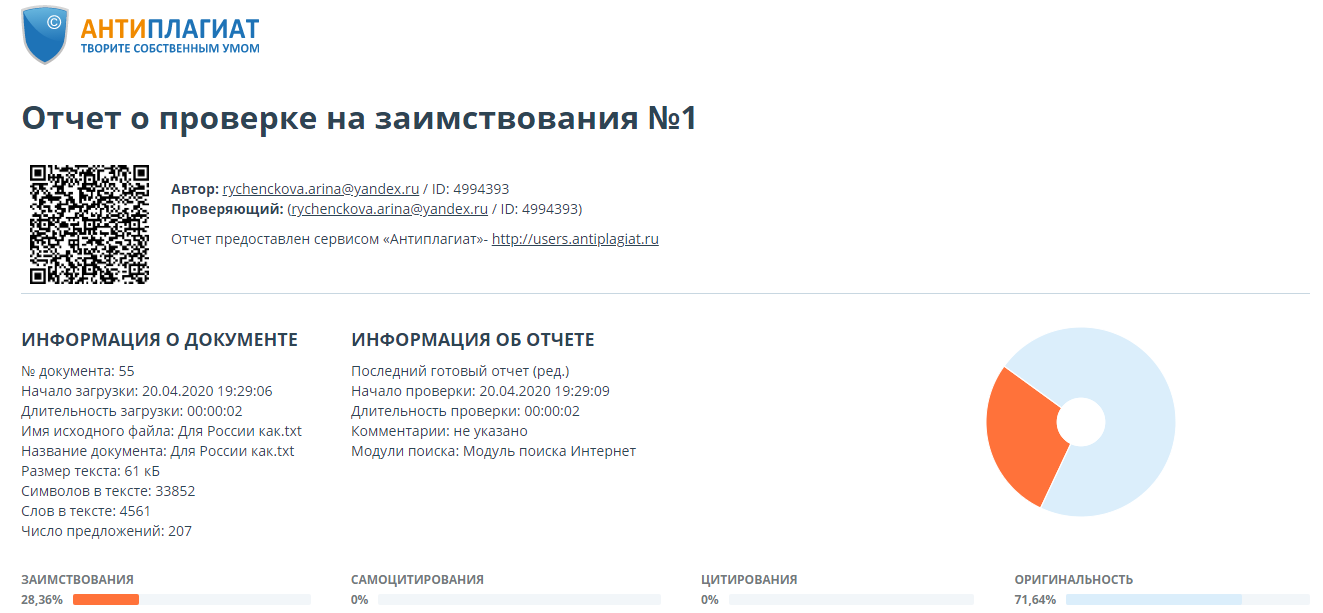 ©
АНТИПЛАГИАТ
ТВОРИТЕ СОБСТВЕННЫМ УМОМ
Отчет о проверке на заимствования №1
Автор: rychenckova.arina@yandex.ru / ID: 4994393
Проверяющий: (rychenckova.arina@yandex.ru / ID: 4994393)
Отчет предоставлен сервисом «Антиплагиат»- http://users.antiplagiat.ru
ИНФОРМАЦИЯ О ДОКУМЕНТЕ
№ документа: 55
Начало загрузки: 20.04.2020 19:29:06
Длительность загрузки: 00:00:02
Имя исходного файла: Для России как.txt
Название документа: Для России как.txt
Размер текста: 61 кБ
Символов в тексте: 33852
Слов в тексте: 4561
Число предложений: 207
ИНФОРМАЦИЯ ОБ ОТЧЕТЕ
Последний готовый отчет (ред.)
Начало проверки: 20.04.2020 19:29:09
Длительность проверки: 00:00:02
Комментарии: не указано
Модули поиска: Модуль поиска Интернет
ЗАИМСТВОВАНИЯ
28,36%
САМОЦИТИРОВАНИЯ
0%
ЦИТИРОВАНИЯ
0%
ОРИГИНАЛЬНОСТЬ
71,64%